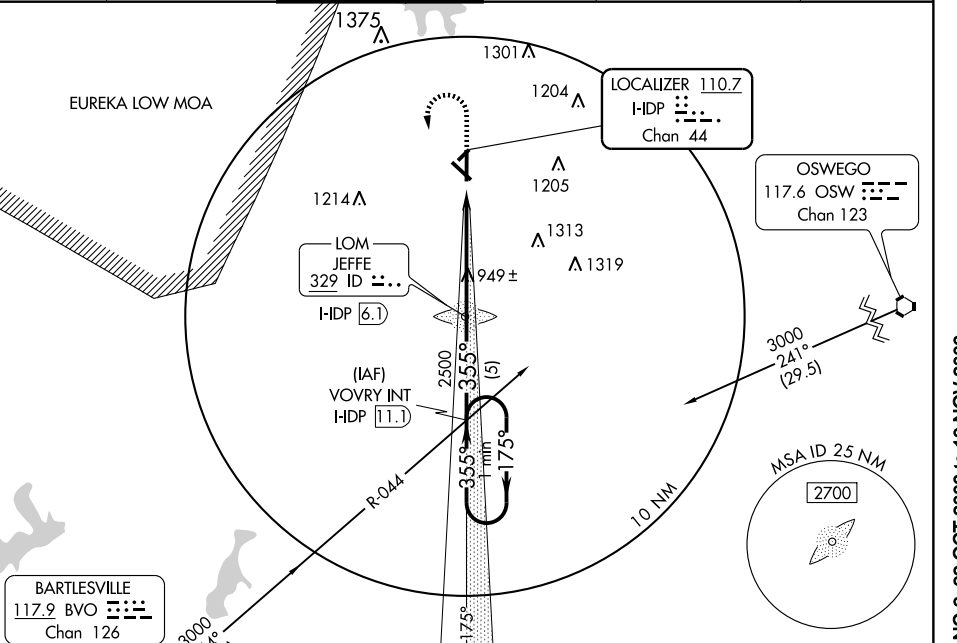 1375
1301
EUREKA LOW MOA
1204
LOCALIZER 110.7
I-IDP
Chan 44
OSWEGO
117.6 OSW
Chan 123
1205
1214
1313
1319
LOM
JEFFE
329 ID
I-IDP 6.1
949±
3000
241°
(29.5)
2500
355°
(5)
(IAF)
VOVRY INT
I-IDP 11.1
355°
1 min
175°
R-044
10 NM
MSA ID 25 NM
2700
BARTLESVILLE
117.9 BVO
Chan 126
3000
175°